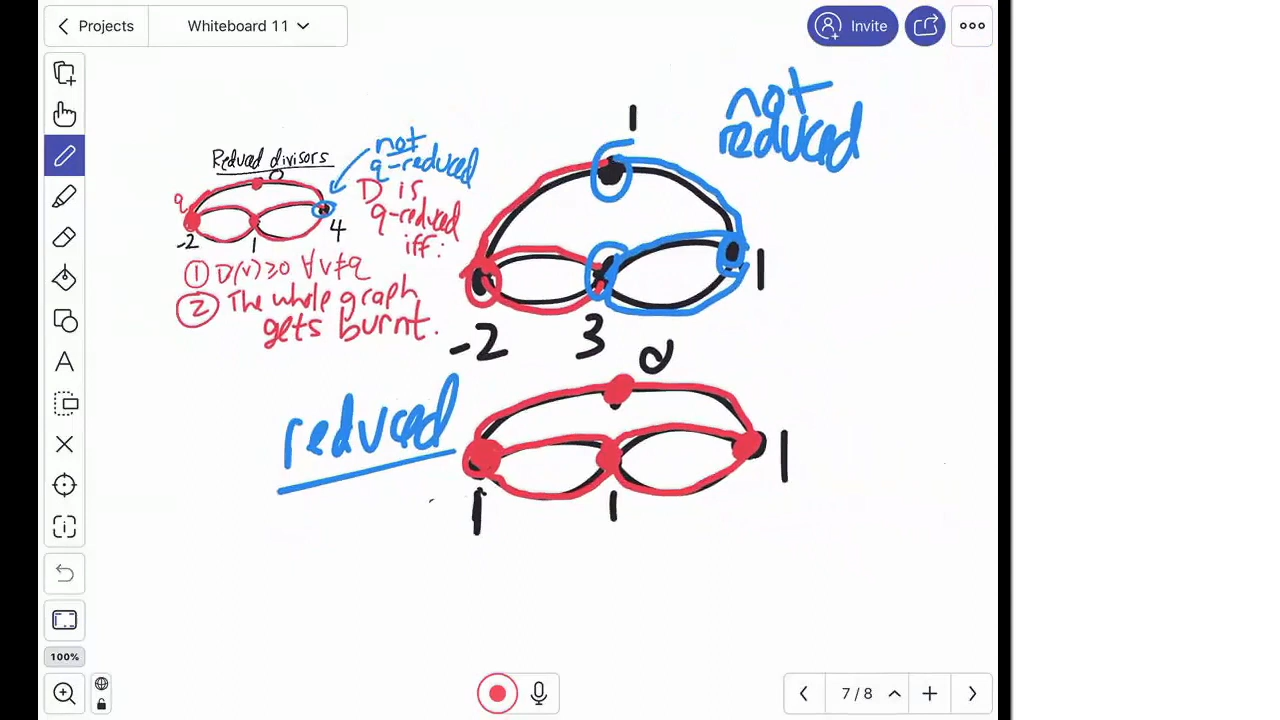 Projects
Whiteboard 11
Invite
Reduced divisors
0
q
-2
1
4
not
q-reduced
D is
q-reduced
iff:
① D(v)≥0 ∀v≠q
② The whole graph
gets burnt.
1
not
reduced
-2
3
1
reduced
0
1
1
1
100%
7 / 8